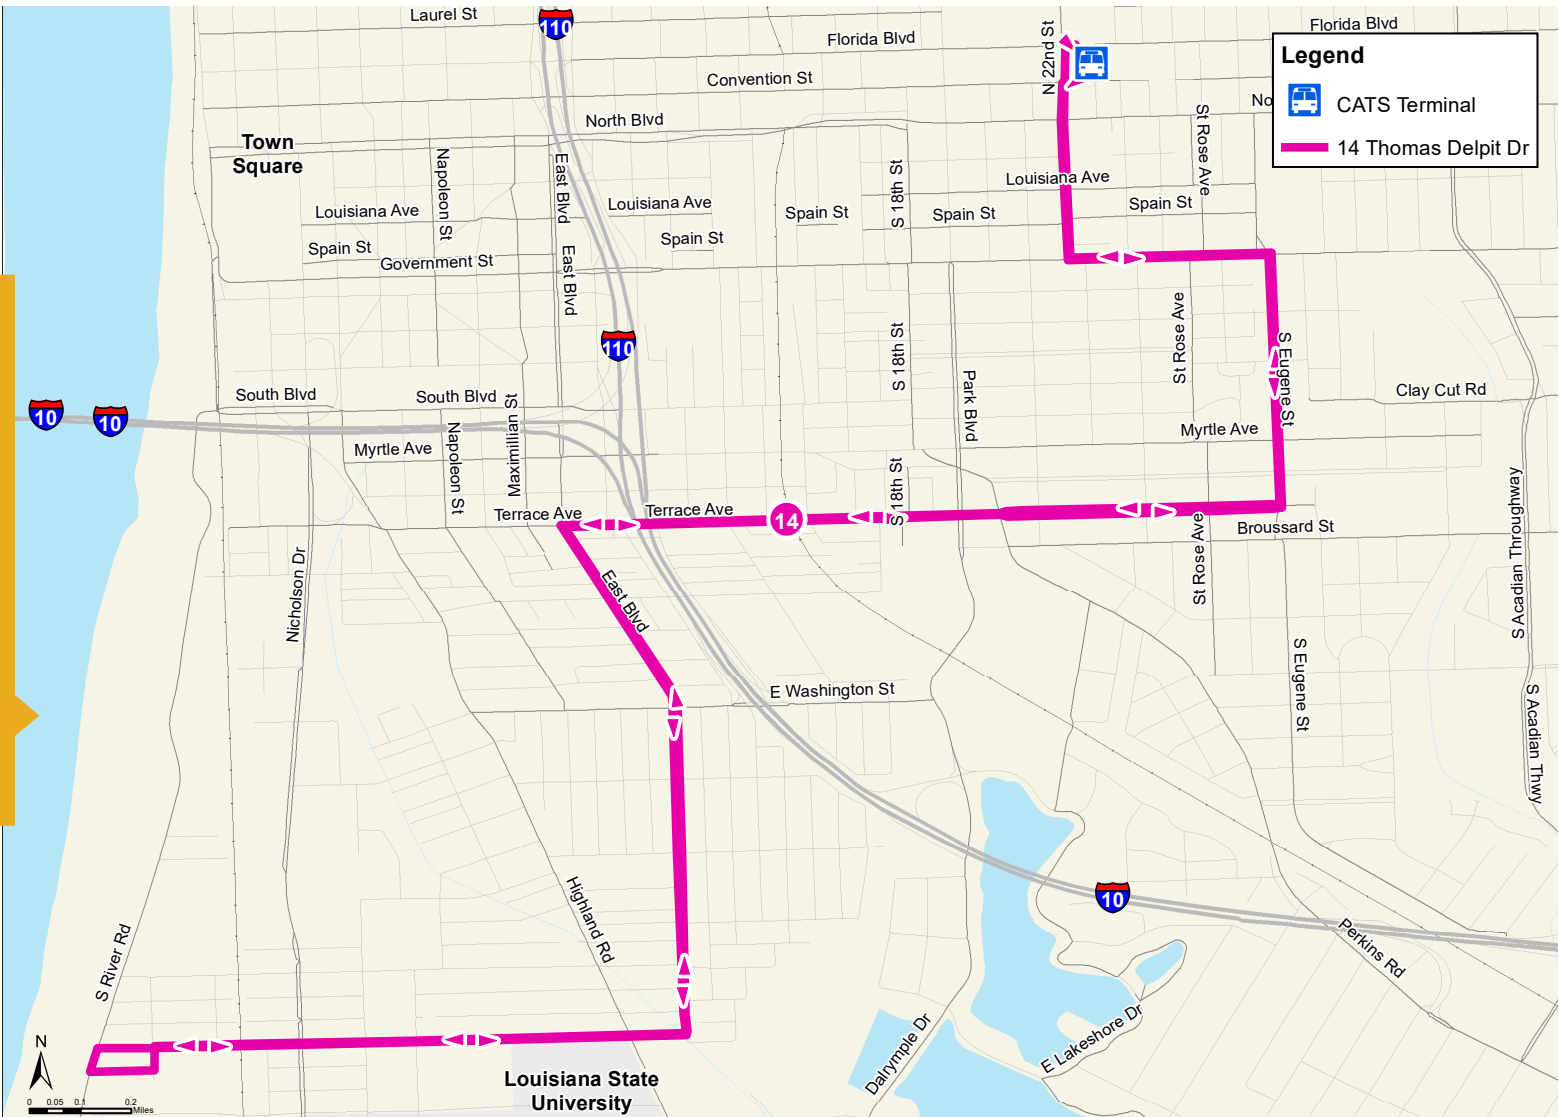 Laurel St
110
Florida Blvd
N 22nd St
Florida Blvd
Legend
CATS Terminal
14 Thomas Delpit Dr
Convention St
North Blvd
No
Town
Square
Napoleon St
East Blvd
S 18th St
St Rose Ave
Louisiana Ave
Louisiana Ave
Louisiana Ave
Spain St
Spain St
Spain St
Spain St
Spain St
Government St
East Blvd
110
S 18th St
St Rose Ave
S Eugene St
Park Blvd
Clay Cut Rd
South Blvd
South Blvd
10
10
Maximillian St
Napoleon St
Myrtle Ave
Myrtle Ave
S 18th St
Terrace Ave
Terrace Ave
14
Broussard St
St Rose Ave
S Acadian Throughway
Nicholson Dr
East Blvd
E Washington St
S Eugene St
S Acadian Thwy
10
Highland Rd
S River Rd
Perkins Rd
Dalrymple Dr
E Lakeshore Dr
N
0 0.05 0.1 0.2
Miles
Louisiana State
University